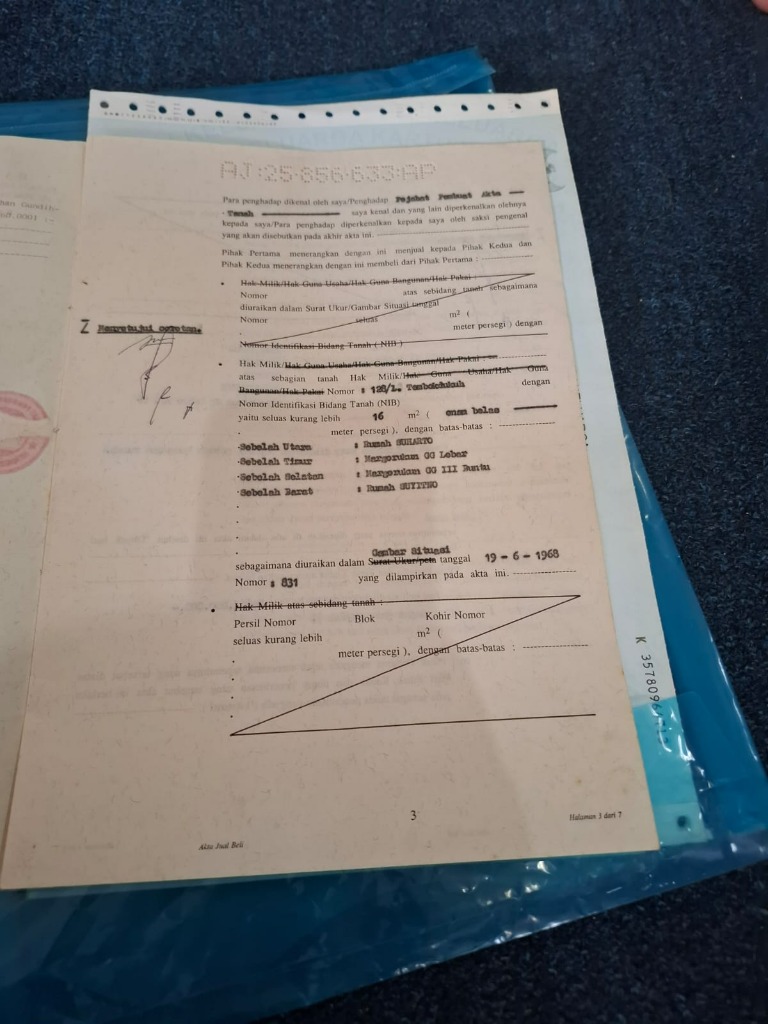 AJ:25·856·633:AP
Para penghadap dikenal oleh saya/Penghadap Pejabat Pembuat Akta
Tanah saya kenal dan yang lain diperkenalkan olehnya
kepada saya/Para penghadap diperkenalkan kepada saya oleh saksi pengenal
yang akan disebutkan pada akhir akta ini.
Pihak Pertama menerangkan dengan ini menjual kepada Pihak Kedua dan
Pihak Kedua menerangkan dengan ini membeli dari Pihak Pertama :
Hak Milik/Hak Guna Usaha/Hak Guna Bangunan/Hak Pakai :
Nomor atas sebidang tanah sebagaimana
diuraikan dalam Surat Ukur/Gambar Situasi tanggal
Nomor seluas m² (
meter persegi ) dengan
Nomor Identifikasi Bidang Tanah ( NIB )
Z Menyetujui coretan.
Hak Milik/Hak Guna Usaha/Hak Guna Bangunan/Hak Pakai :
atas sebagian tanah Hak Milik/Hak Guna Usaha/Hak Guna
Bangunan/Hak Pakai Nomor : 128/L. Tembokdukuh dengan
Nomor Identifikasi Bidang Tanah (NIB)
yaitu seluas kurang lebih 16 m² ( enam belas
meter persegi ), dengan batas-batas :
Sebelah Utara : Rumah SUHARTO
Sebelah Timur : Margorukun GG Lebar
Sebelah Selatan : Margorukun GG III Buntu
Sebelah Barat : Rumah SUYITNO
Gambar Situasi
sebagaimana diuraikan dalam Surat Ukur/peta tanggal 19 - 6 - 1968
Nomor : 831 yang dilampirkan pada akta ini.
Hak Milik atas sebidang tanah :
Persil Nomor Blok Kohir Nomor
seluas kurang lebih m² (
meter persegi ), dengan batas-batas :
K 3578096
3
Akta Jual Beli
Halaman 3 dari 7